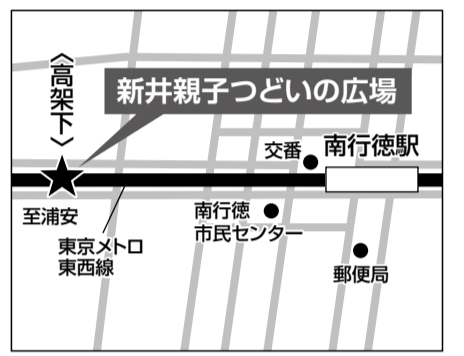 〈高架下〉
新井親子つどいの広場
交番
南行徳駅
至浦安
東京メトロ
東西線
南行徳
市民センター
郵便局